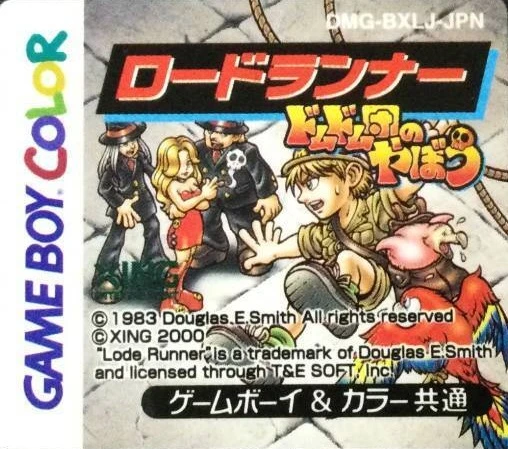 DMG-BXLJ-JPN
GAME BOY COLOR
ロードランナー
ドムドム団の
やぼう
XING
© 1983 Douglas E.Smith All rights reserved
©XING 2000
"Lode Runner"is a trademark of Douglas E.Smith
and licensed through T&E SOFT, Inc.
ゲームボーイ & カラー共通